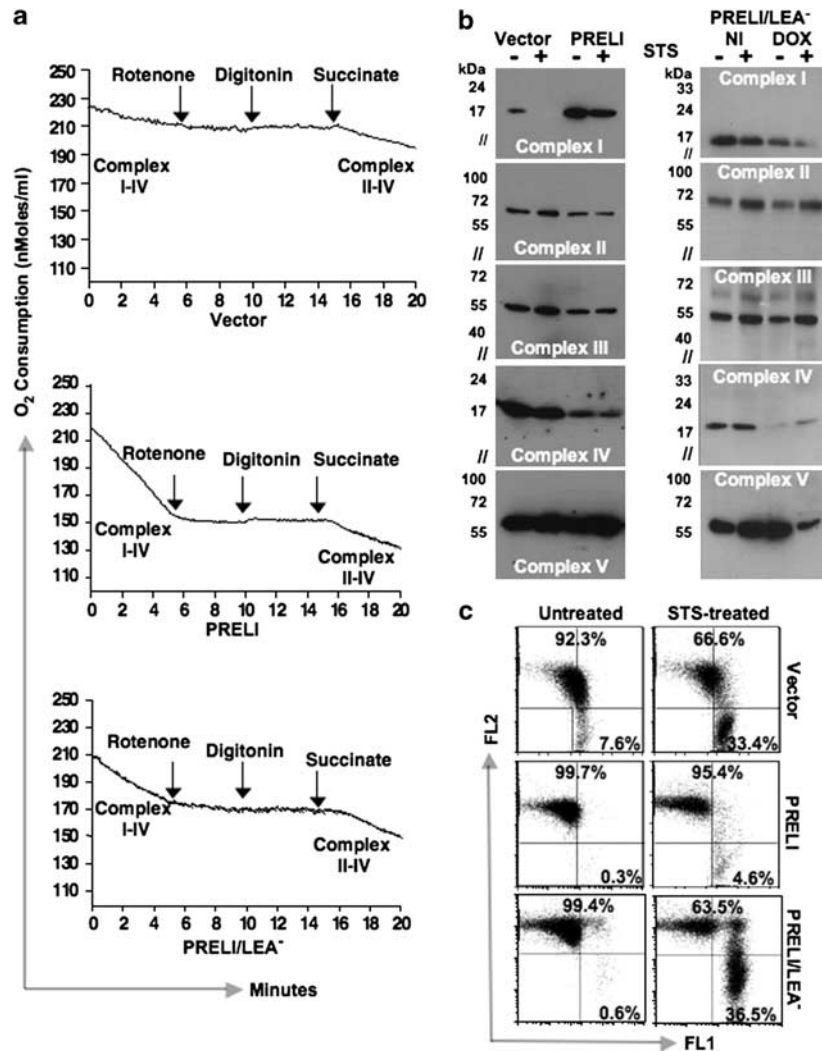 a
O2 Consumption (nMoles/ml)
250
230
210
190
170
150
130
110
Rotenone Digitonin Succinate
Complex
I-IV
Complex
II-IV
0 2 4 6 8 10 12 14 16 18 20
Vector
250
230
210
190
170
150
130
110
Rotenone Digitonin Succinate
Complex
I-IV
Complex
II-IV
0 2 4 6 8 10 12 14 16 18 20
PRELI
250
230
210
190
170
150
130
110
Rotenone Digitonin Succinate
Complex
I-IV
Complex
II-IV
0 2 4 6 8 10 12 14 16 18 20
PRELI/LEA-
Minutes
b
Vector PRELI
kDa - + - +
24
17
//
Complex I
100
72
55
//
Complex II
72
55
40
//
Complex III
24
17
//
Complex IV
100
72
55
Complex V
PRELI/LEA-
STS NI DOX
kDa - + - +
33
24
17
//
Complex I
100
72
55
//
Complex II
72
55
40
//
Complex III
33
24
17
//
Complex IV
100
72
55
Complex V
c
Untreated STS-treated
92.3% 66.6%
7.6% 33.4%
Vector
99.7% 95.4%
0.3% 4.6%
PRELI
99.4% 63.5%
0.6% 36.5%
PRELI/LEA-
FL2
FL1